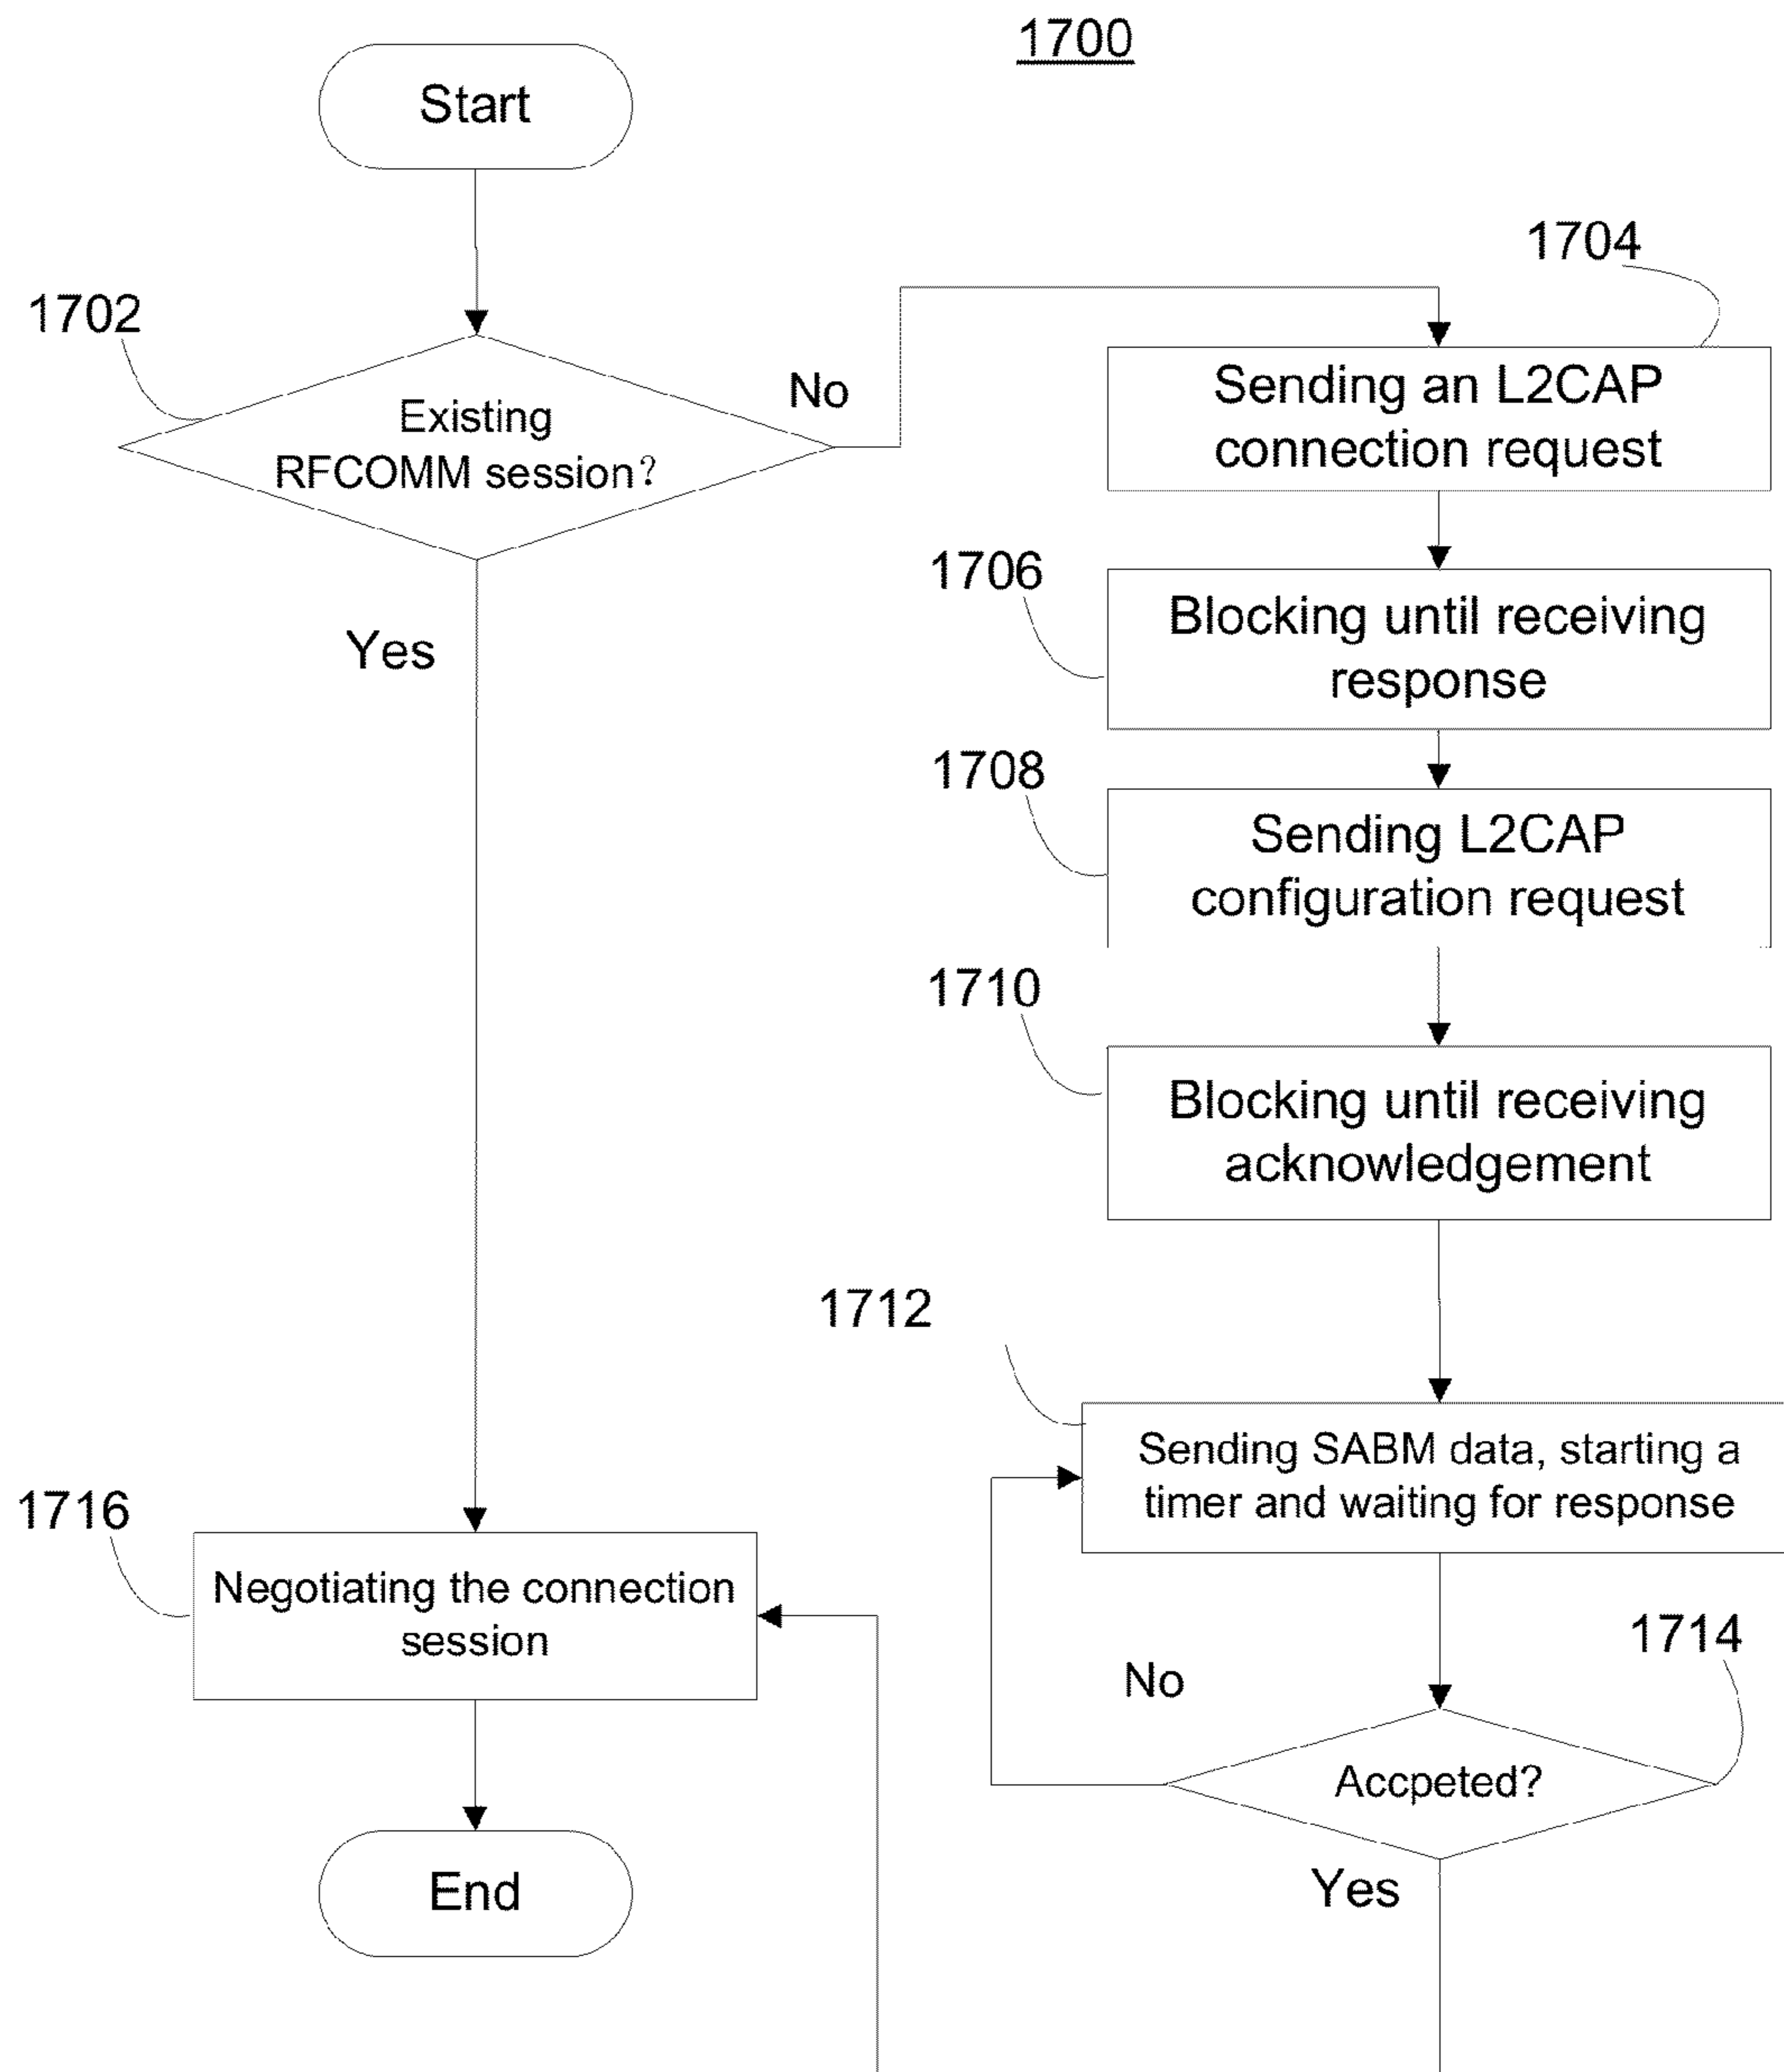 1700
Start
1704
1702
No
Existing
RFCOMM session?
Sending an L2CAP
connection request
1706
Blocking until receiving
response
Yes
1708
Sending L2CAP
configuration request
1710
Blocking until receiving
acknowledgement
1712
Sending SABM data, starting a
timer and waiting for response
1716
Negotiating the connection
session
1714
No
Accpeted?
Yes
End